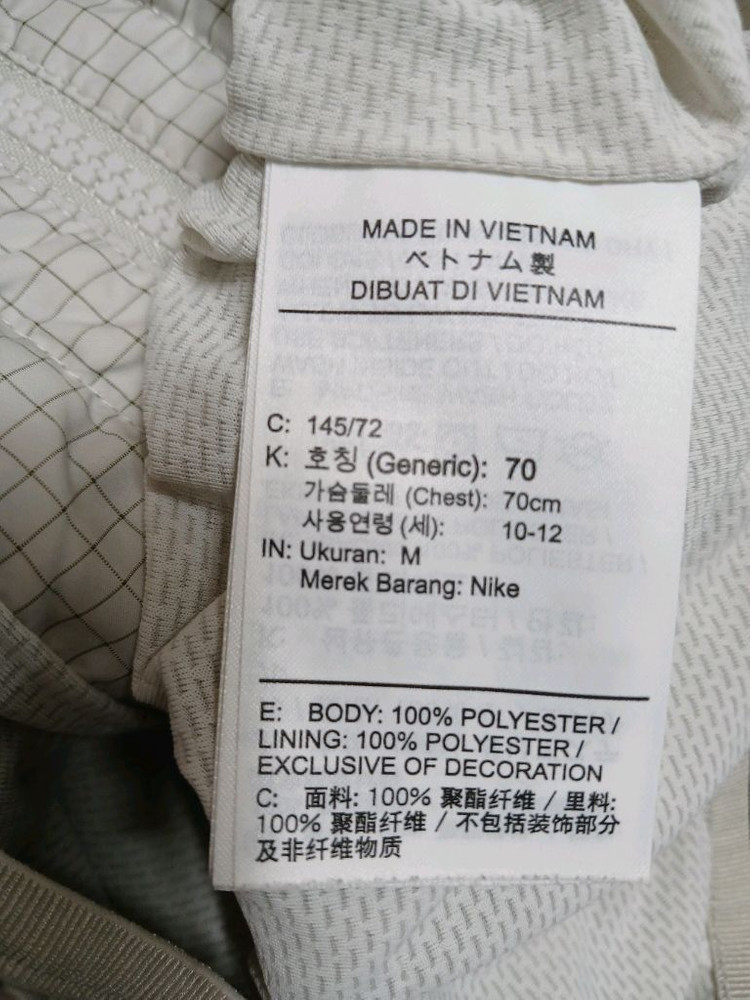 MADE IN VIETNAM
ベトナム製
DIBUAT DI VIETNAM
C: 145/72
K: 호칭 (Generic): 70
가슴둘레 (Chest): 70cm
사용연령 (세): 10-12
IN: Ukuran: M
Merek Barang: Nike
E: BODY: 100% POLYESTER /
LINING: 100% POLYESTER /
EXCLUSIVE OF DECORATION
C: 面料: 100% 聚酯纤维 / 里料:
100% 聚酯纤维 / 不包括装饰部分
及非纤维物质